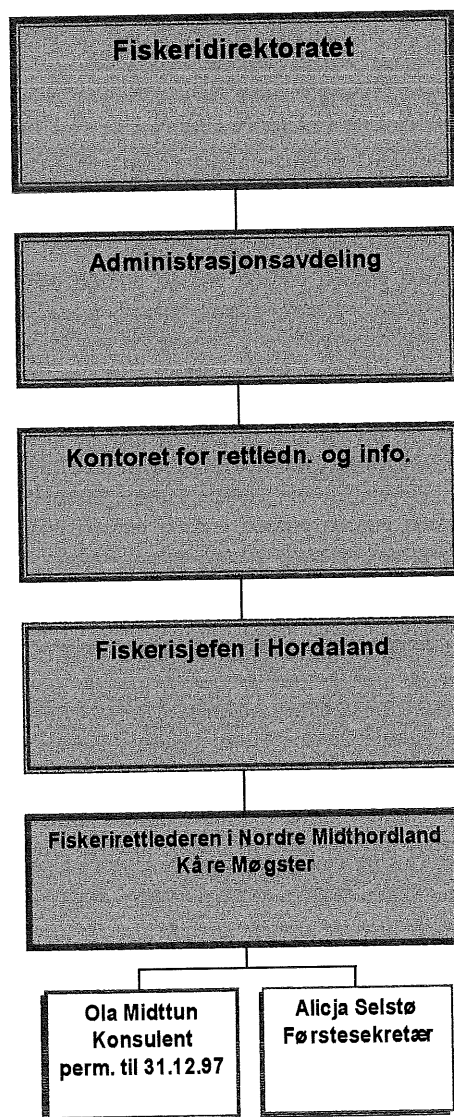 Fiskeridirektoratet
Administrasjonsavdeling
Kontoret for rettledn. og info.
Fiskerisjefen i Hordaland
Fiskerirettlederen i Nordre Midthordland
Kåre Møgster
Ola Midttun
Konsulent
perm. til 31.12.97
Alicja Selstø
Førstesekretær